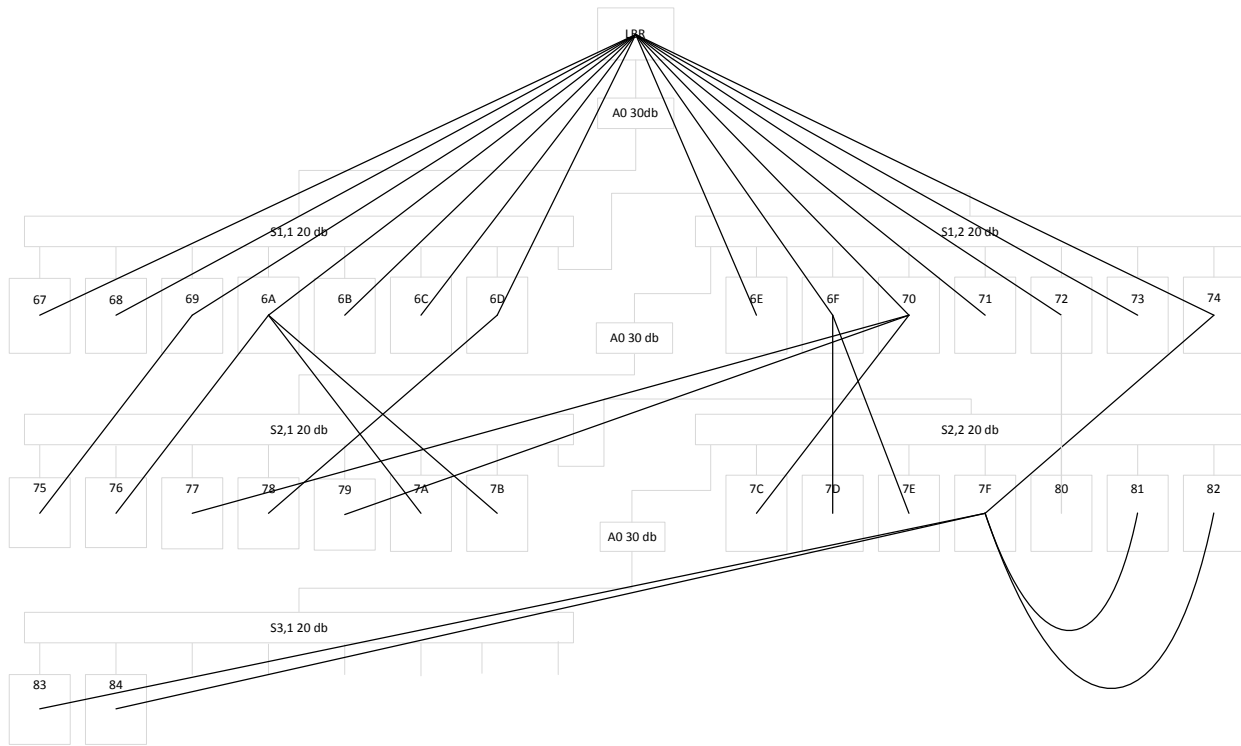 LBR
A0 30db
S1,1 20 db
S1,2 20 db
67
68
69
6A
6B
6C
6D
6E
6F
70
71
72
73
74
A0 30 db
S2,1 20 db
S2,2 20 db
75
76
77
78
79
7A
7B
7C
7D
7E
7F
80
81
82
A0 30 db
S3,1 20 db
83
84